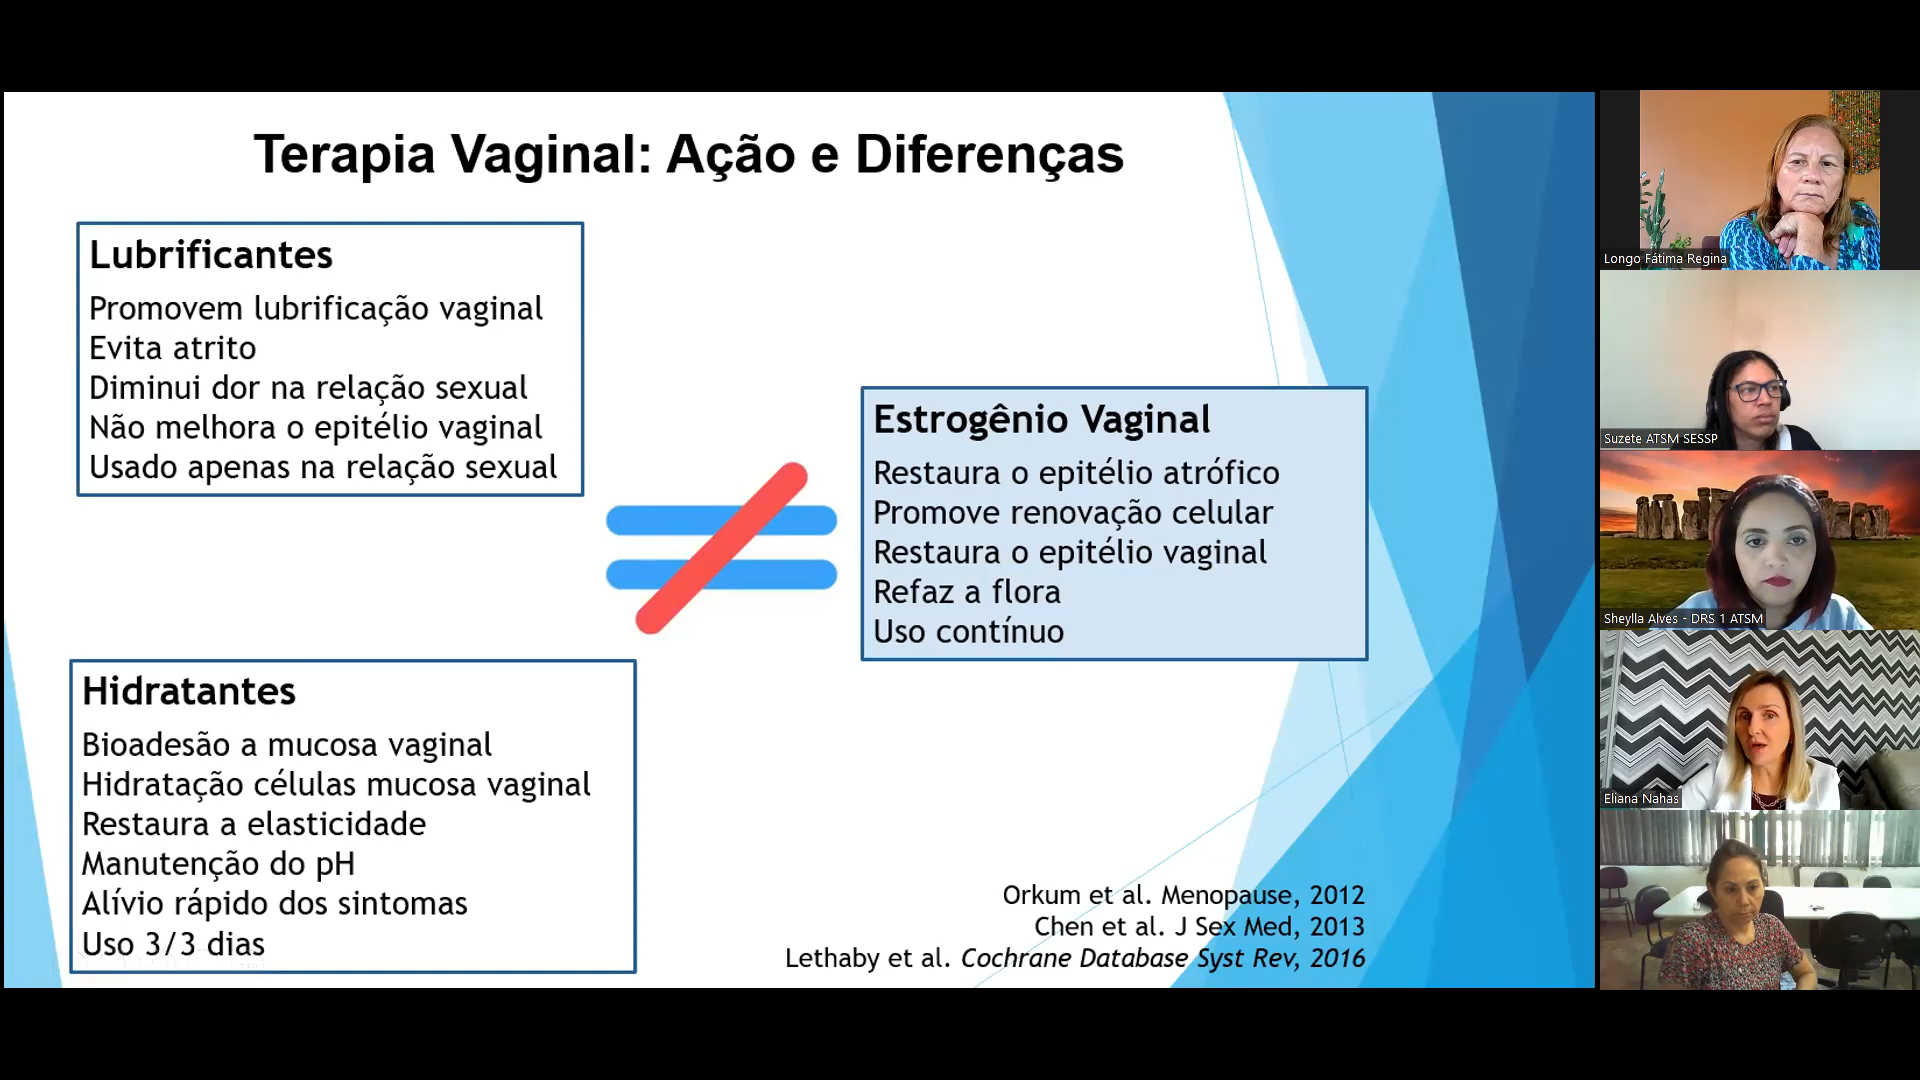 Terapia Vaginal: Ação e Diferenças
Lubrificantes
Promovem lubrificação vaginal
Evita atrito
Diminui dor na relação sexual
Não melhora o epitélio vaginal
Usado apenas na relação sexual
Estrogênio Vaginal
Restaura o epitélio atrófico
Promove renovação celular
Restaura o epitélio vaginal
Refaz a flora
Uso contínuo
Hidratantes
Bioadesão a mucosa vaginal
Hidratação células mucosa vaginal
Restaura a elasticidade
Manutenção do pH
Alívio rápido dos sintomas
Uso 3/3 dias
Orkum et al. Menopause, 2012
Chen et al. J Sex Med, 2013
Lethaby et al. Cochrane Database Syst Rev, 2016
Longo Fátima Regina
Suzete ATSM SESSP
Sheylla Alves - DRS 1 ATSM
Eliana Nahas